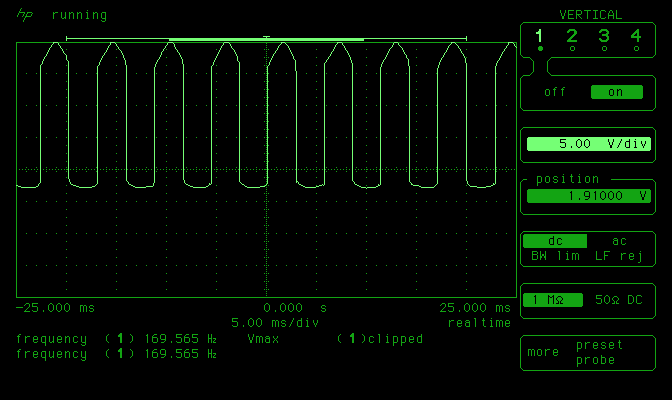 hp running
VERTICAL
1 2 3 4
off on
5.00 V/div
position
1.91000 V
dc ac
BW lim LF rej
-25.000 ms 0.000 s 25.000 ms
1 MΩ 50Ω DC
5.00 ms/div realtime
frequency (1) 169.565 Hz Vmax (1)clipped
frequency (1) 169.565 Hz
more preset
probe